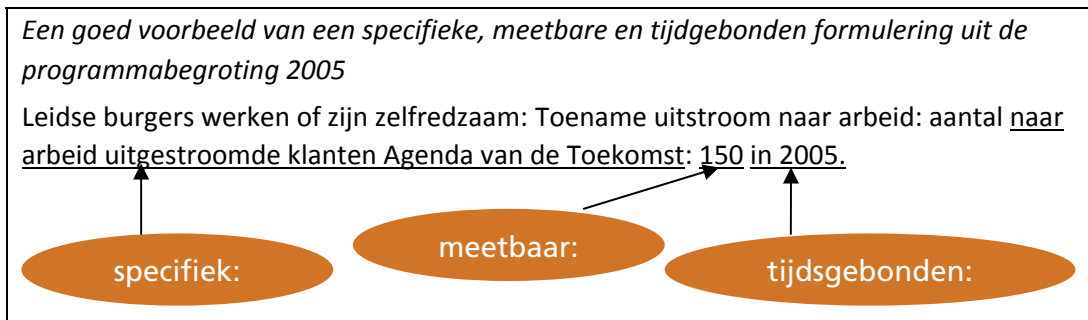 Een goed voorbeeld van een specifieke, meetbare en tijdgebonden formulering uit de
programmabegroting 2005
Leidse burgers werken of zijn zelfredzaam: Toename uitstroom naar arbeid: aantal naar
arbeid uitgestroomde klanten Agenda van de Toekomst: 150 in 2005.
specifiek:
meetbaar:
tijdsgebonden: